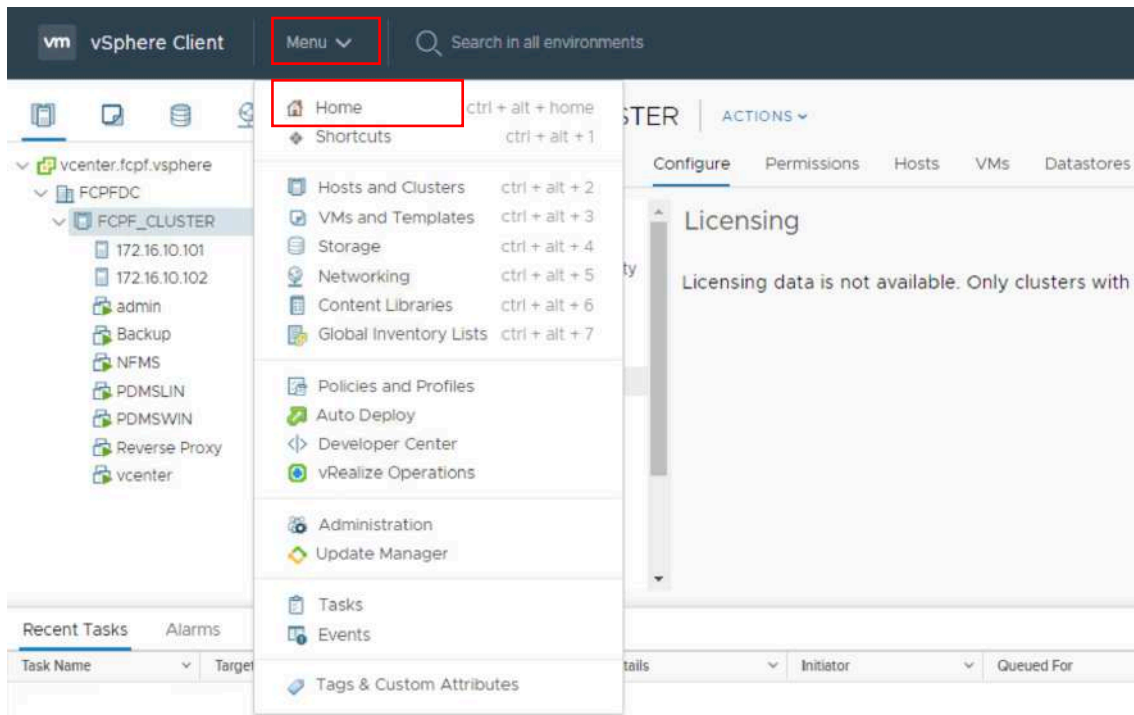 vm vSphere Client Menu Search in all environments
Home ctrl + alt + home
Shortcuts ctrl + alt + 1
Hosts and Clusters ctrl + alt + 2
VMs and Templates ctrl + alt + 3
Storage ctrl + alt + 4
Networking ctrl + alt + 5
Content Libraries ctrl + alt + 6
Global Inventory Lists ctrl + alt + 7
Policies and Profiles
Auto Deploy
Developer Center
vRealize Operations
Administration
Update Manager
Tasks
Events
Tags & Custom Attributes
vcenter.fcpf.vsphere
FCPFDC
FCPF_CLUSTER
172.16.10.101
172.16.10.102
admin
Backup
NFMS
PDMSLIN
PDMSWIN
Reverse Proxy
vcenter
STER ACTIONS
Configure Permissions Hosts VMs Datastores
ty
Licensing
Licensing data is not available. Only clusters with
Recent Tasks Alarms
Task Name Target tails Initiator Queued For